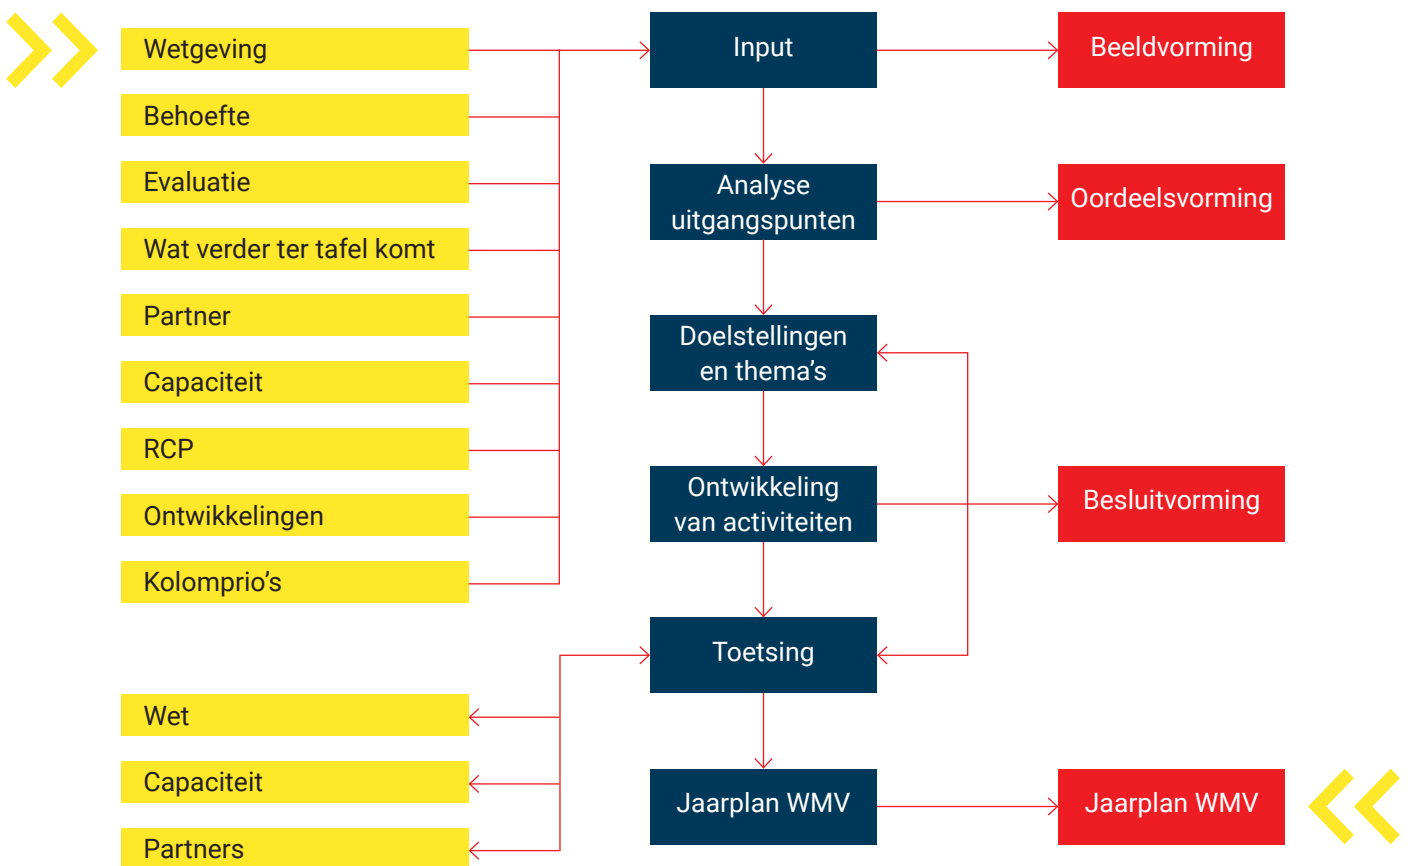 Wetgeving
Behoefte
Evaluatie
Wat verder ter tafel komt
Partner
Capaciteit
RCP
Ontwikkelingen
Kolomprio's
Wet
Capaciteit
Partners
Input
Analyse
uitgangspunten
Doelstellingen
en thema's
Ontwikkeling
van activiteiten
Toetsing
Jaarplan WMV
Beeldvorming
Oordeelsvorming
Besluitvorming
Jaarplan WMV